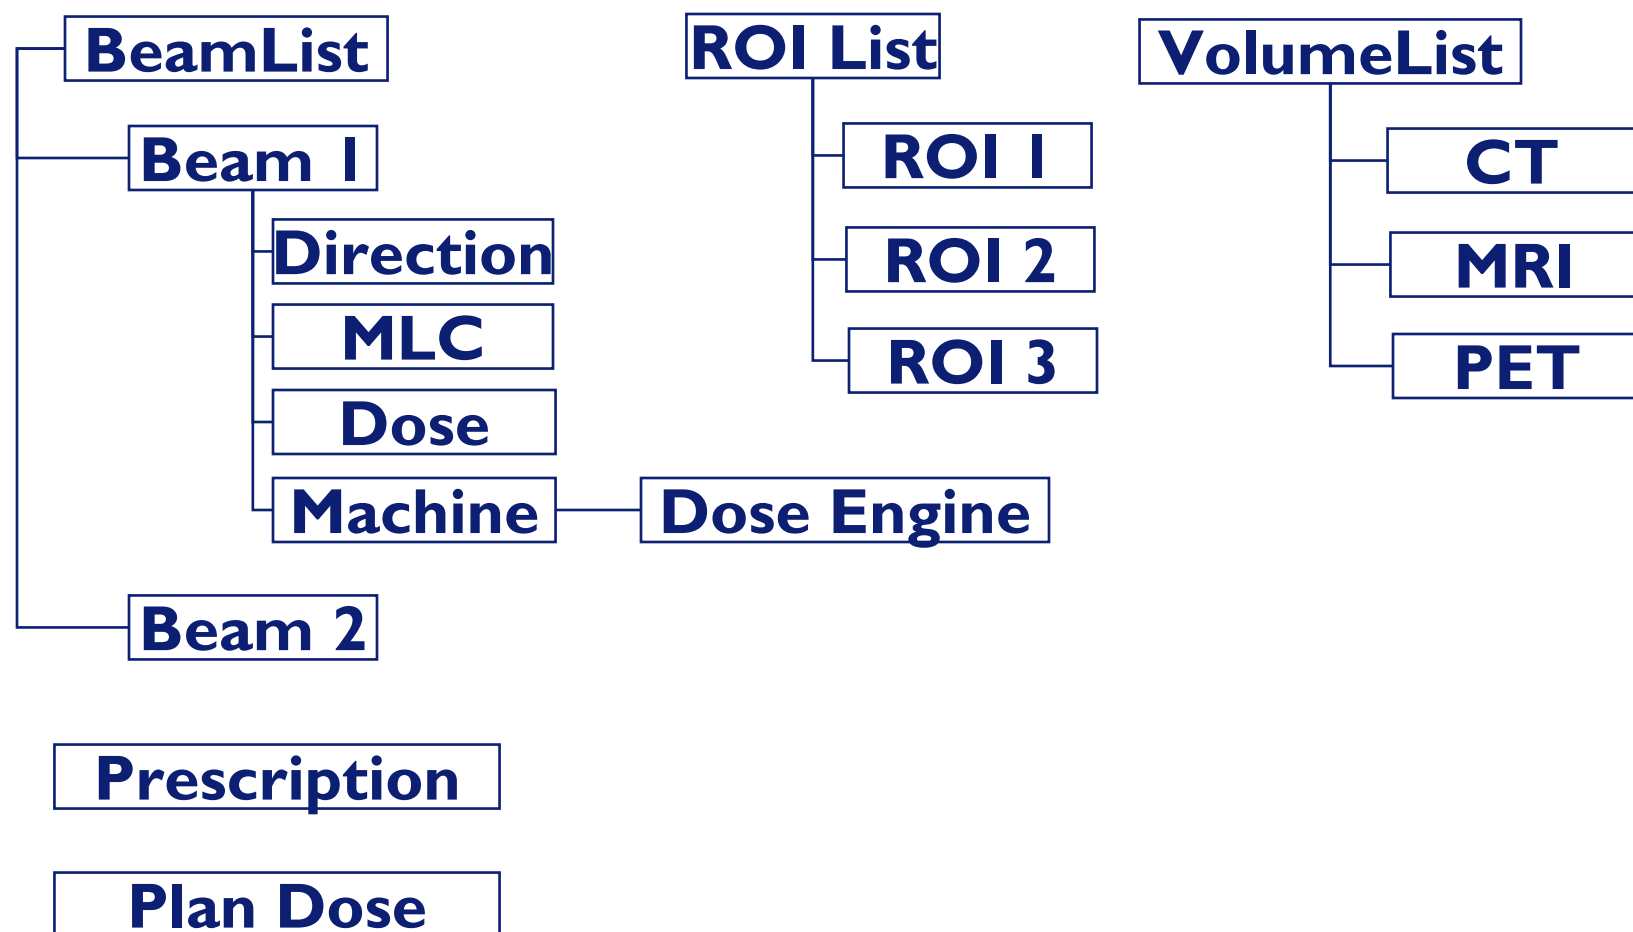 BeamList
Beam 1
Direction
MLC
Dose
Machine
Dose Engine
Beam 2
Prescription
Plan Dose
ROI List
ROI 1
ROI 2
ROI 3
VolumeList
CT
MRI
PET